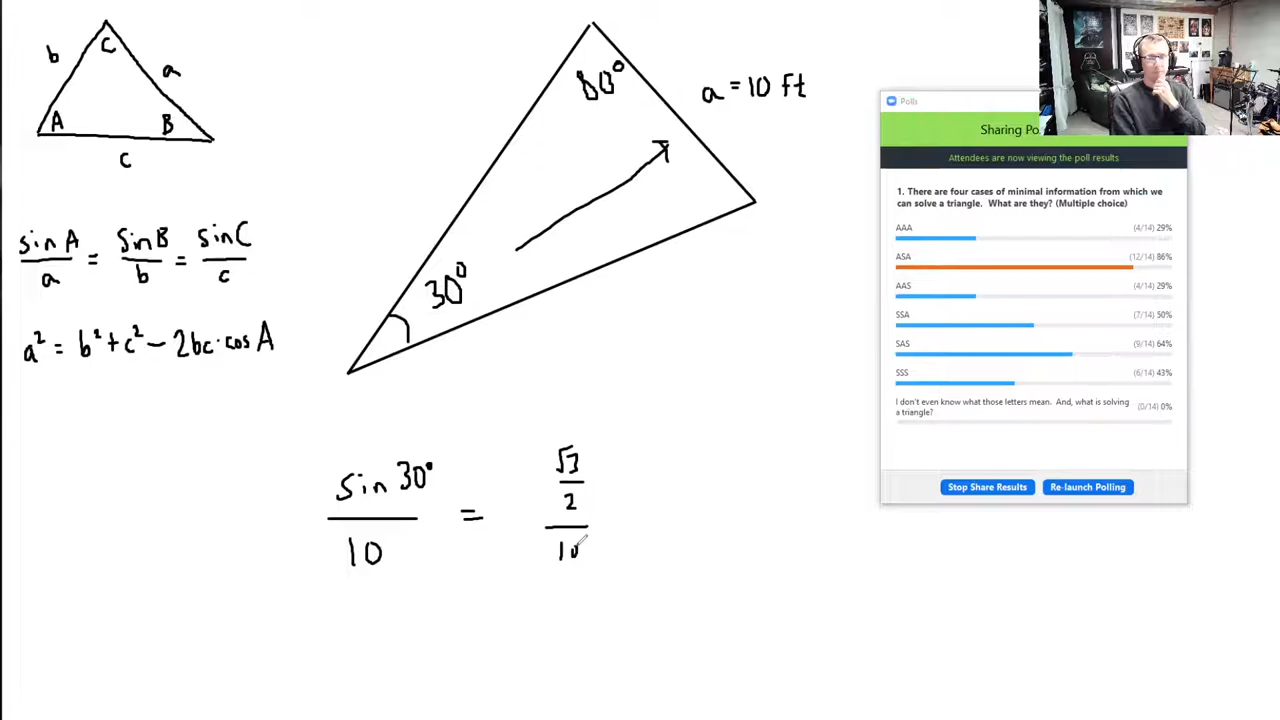 C
b
a
A
B
c
sin A / a = sin B / b = sin C / c
a² = b² + c² − 2bc · cos A
80°
a = 10 ft
30°
sin 30° / 10 = √3/2 / 10
Polls
Sharing Po
Attendees are now viewing the poll results
1. There are four cases of minimal information from which we
can solve a triangle. What are they? (Multiple choice)
AAA (4/14) 29%
ASA (12/14) 86%
AAS (4/14) 29%
SSA (7/14) 50%
SAS (9/14) 64%
SSS (6/14) 43%
I don't even know what those letters mean. And, what is solving
a triangle? (0/14) 0%
Stop Share Results
Re-launch Polling